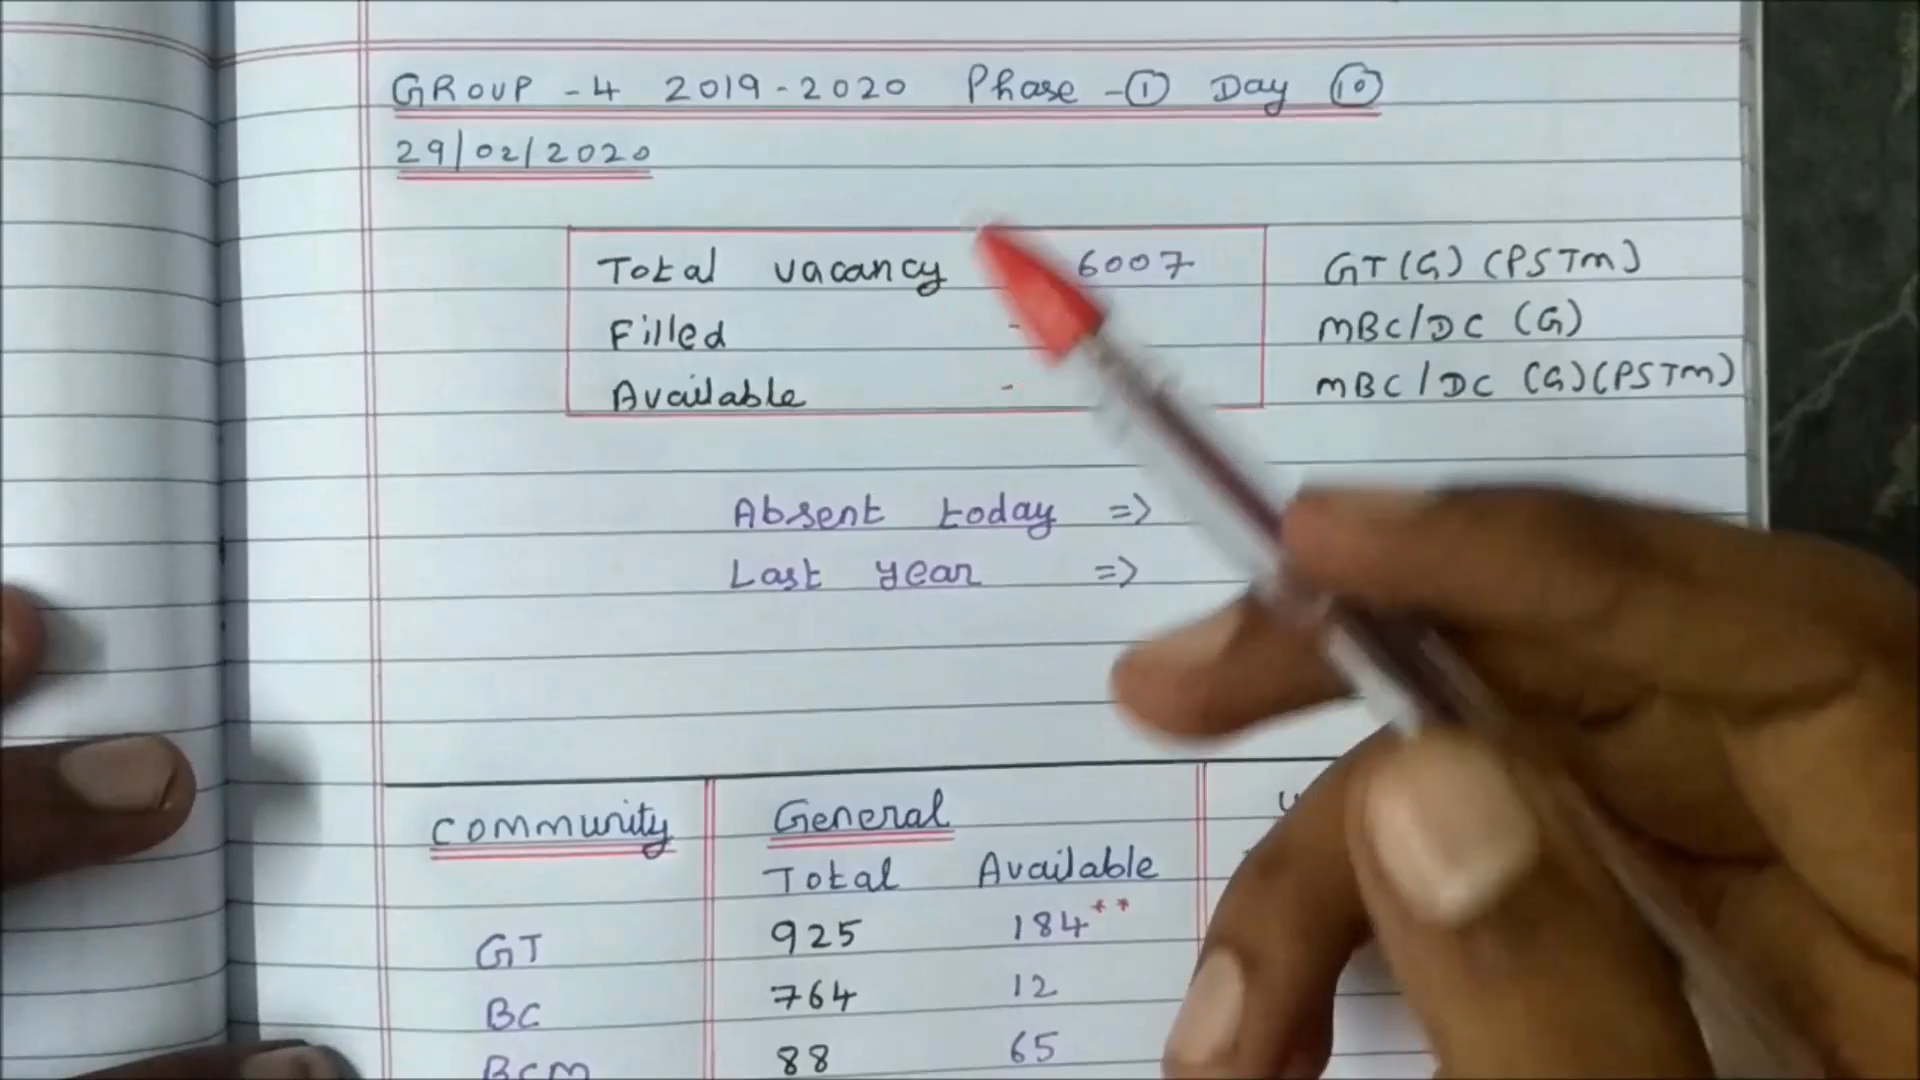 GROUP - 4 2019-2020 Phase - ① Day ⑩
29/02/2020
Total vacancy 6007 GT(G) (PSTM)
Filled - MBC/DC (G)
Available - MBC/DC (G)(PSTM)
Absent today =>
Last year =>
Community General
Total Available
GT 925 184**
BC 764 12
BCM 88 65